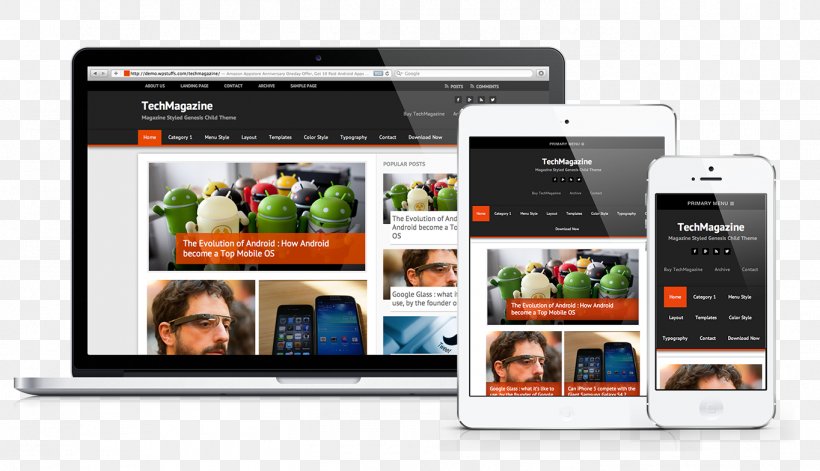 http://demo.wpstuffs.com/techmagazine/ — Amazon Appstore Anniversary Oneday Offer, Get 10 Paid Android Apps...
Google
ABOUT US LANDING PAGE CONTACT ARCHIVE SAMPLE PAGE POSTS COMMENTS
TechMagazine
Magazine Styled Genesis Child Theme
Buy TechMagazine
Home Category 1 Menu Style Layout Templates Color Style Typography Contact Download Now
POPULAR POSTS
The Evolution of Android : How Android
become a Top Mobile OS
The Evolution of
Android become a
OS
Google Glass : what it
use, by the founder o
Tweet
PRIMARY MENU
TechMagazine
Magazine Styled Genesis Child Theme
Buy TechMagazine Archive Contact
Home Category 1 Menu Style Layout Templates Color Style Typography
Download Now
The Evolution of Android : How Android
become a Top Mobile OS
Google Glass : what it's like to
use, by the founder of Google
Can iPhone 5 compete with the
Giant Samsung Galaxy S4 ?
PRIMARY MENU
TechMagazine
Magazine Styled Genesis Child Theme
Buy TechMagazine Archive Contact
Home Category 1 Menu Style
Layout Templates Color Style
Typography Contact Download Now